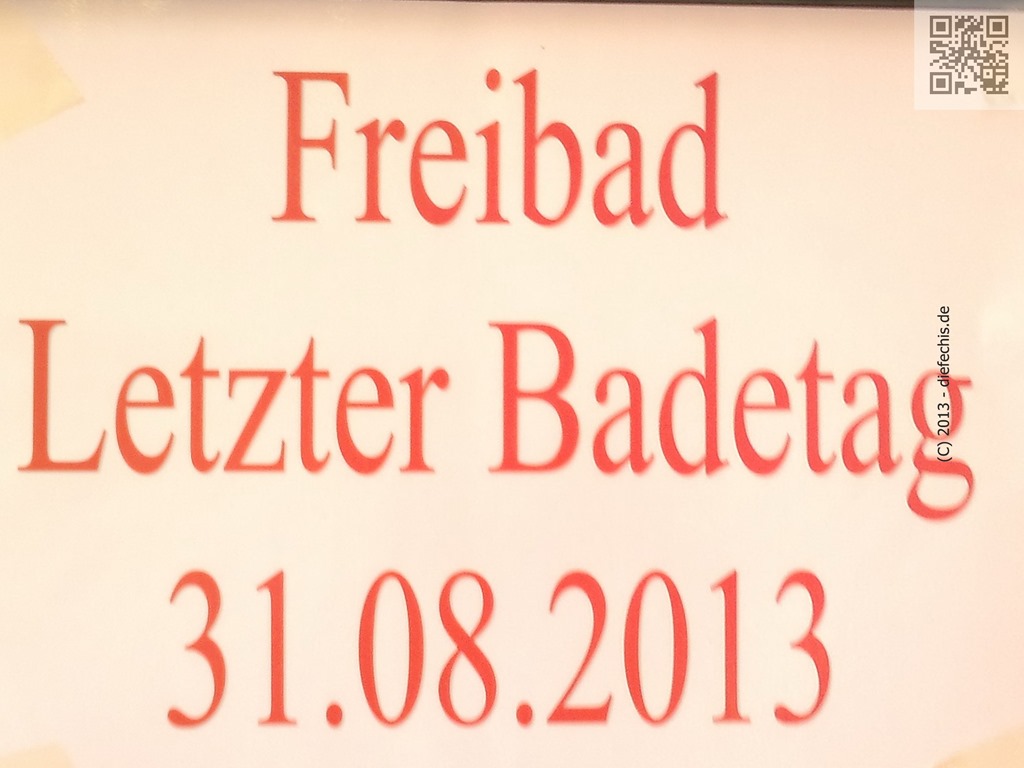 Freibad
Letzter Badetag
31.08.2013
(C) 2013 - diefechis.de